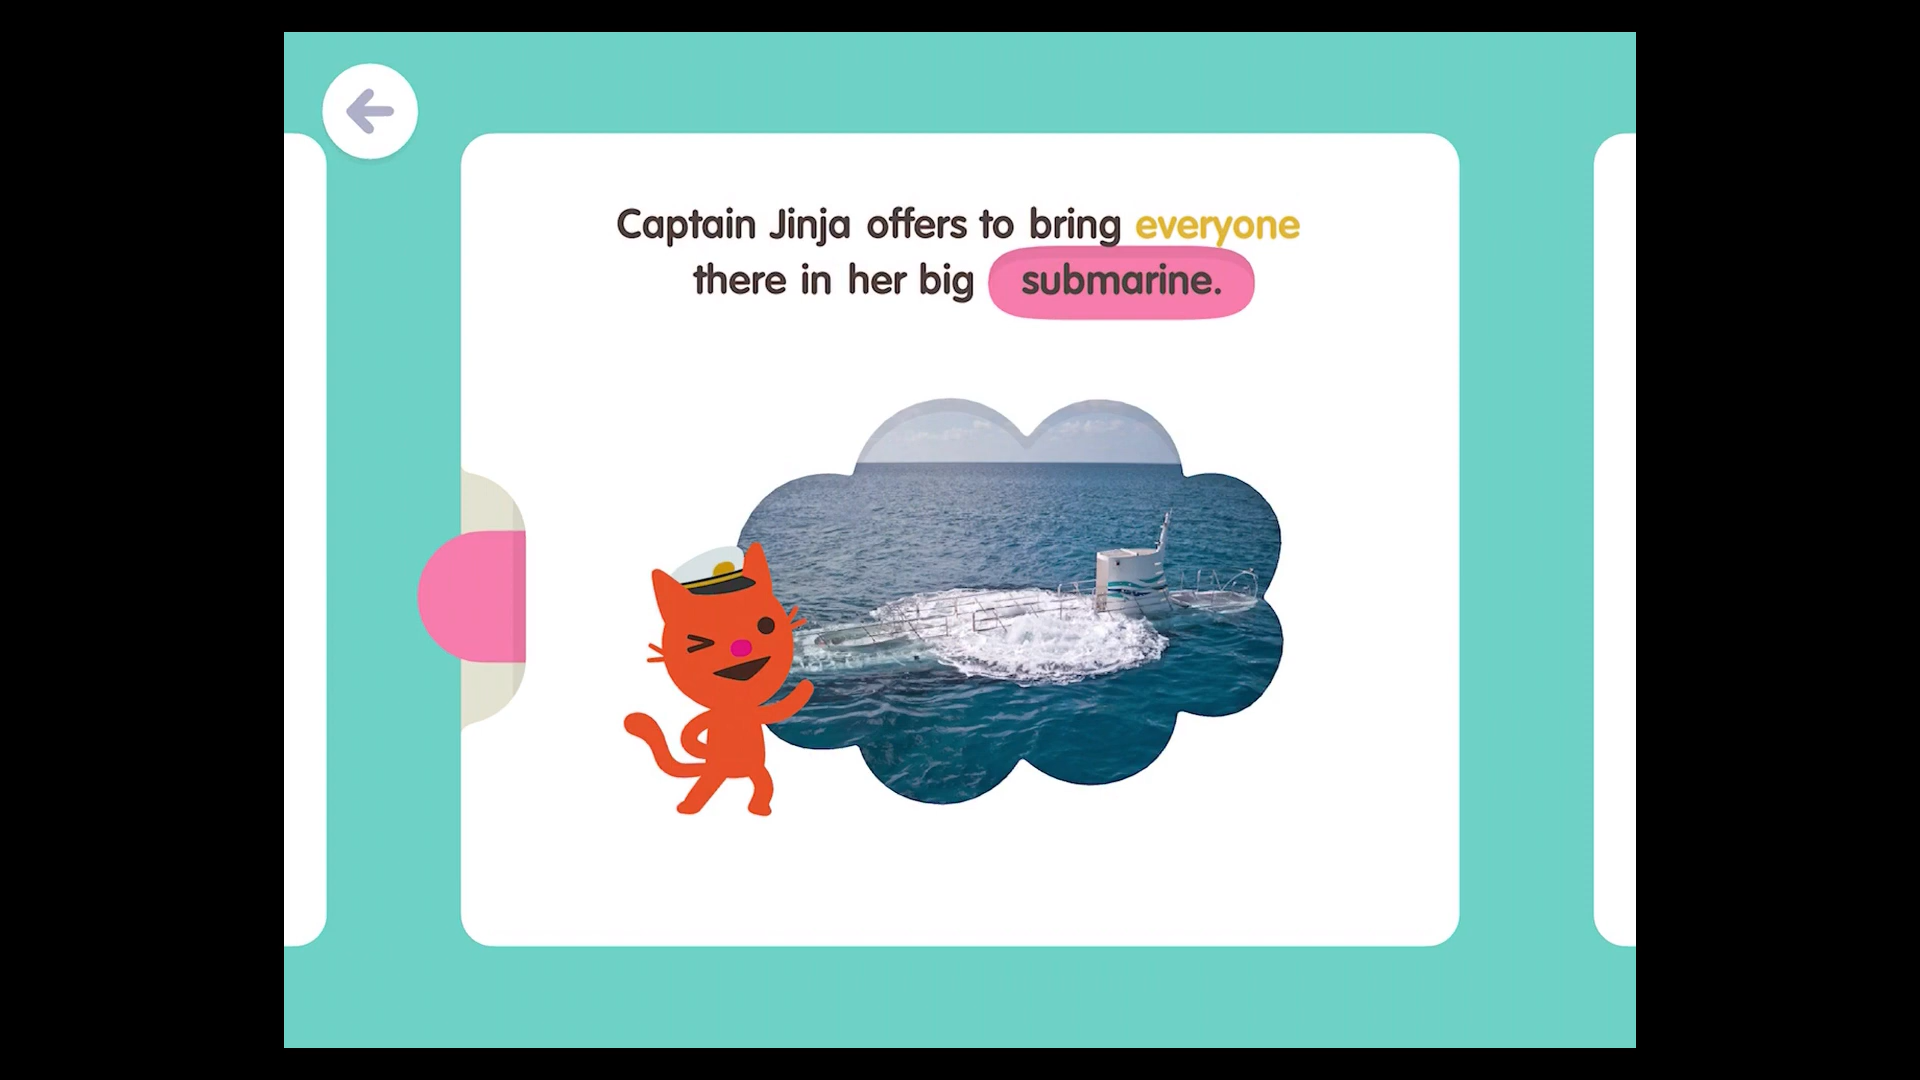 Captain Jinja offers to bring everyone
there in her big submarine.